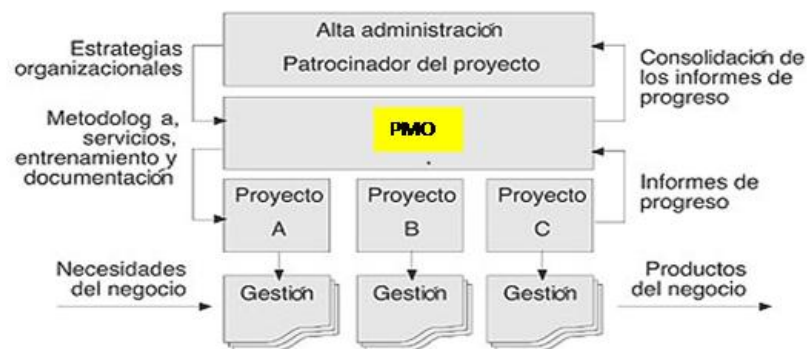 Alta administración
Patrocinador del proyecto
Estrategias
organizacionales
Consolidación de
los informes de
progreso
PMO
Metodolog a,
servicios,
entrenamiento y
documentación
Informes de
progreso
Proyecto
A
Proyecto
B
Proyecto
C
Necesidades
del negocio
Gestión
Gestión
Gestión
Productos
del negocio